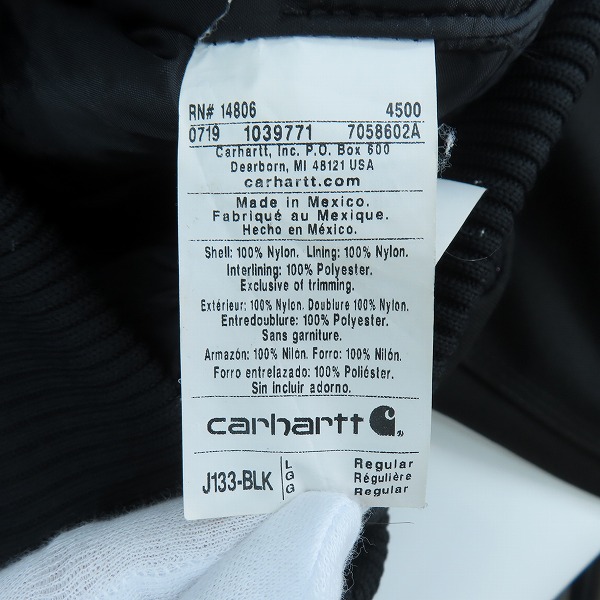 RN# 14806 4500
0719 1039771 7058602A
Carhartt, Inc. P.O. Box 600
Dearborn, MI 48121 USA
carhartt.com
Made in Mexico.
Fabriqué au Mexique.
Hecho en México.
Shell: 100% Nylon. Lining: 100% Nylon.
Interlining: 100% Polyester.
Exclusive of trimming.
Extérieur: 100% Nylon. Doublure 100% Nylon.
Entredoublure: 100% Polyester.
Sans garniture.
Armazón: 100% Nilón. Forro: 100% Nilón.
Forro entrelazado: 100% Poliéster.
Sin incluir adorno.
carhartt
J133-BLK
L Regular
G Régulière
G Regular